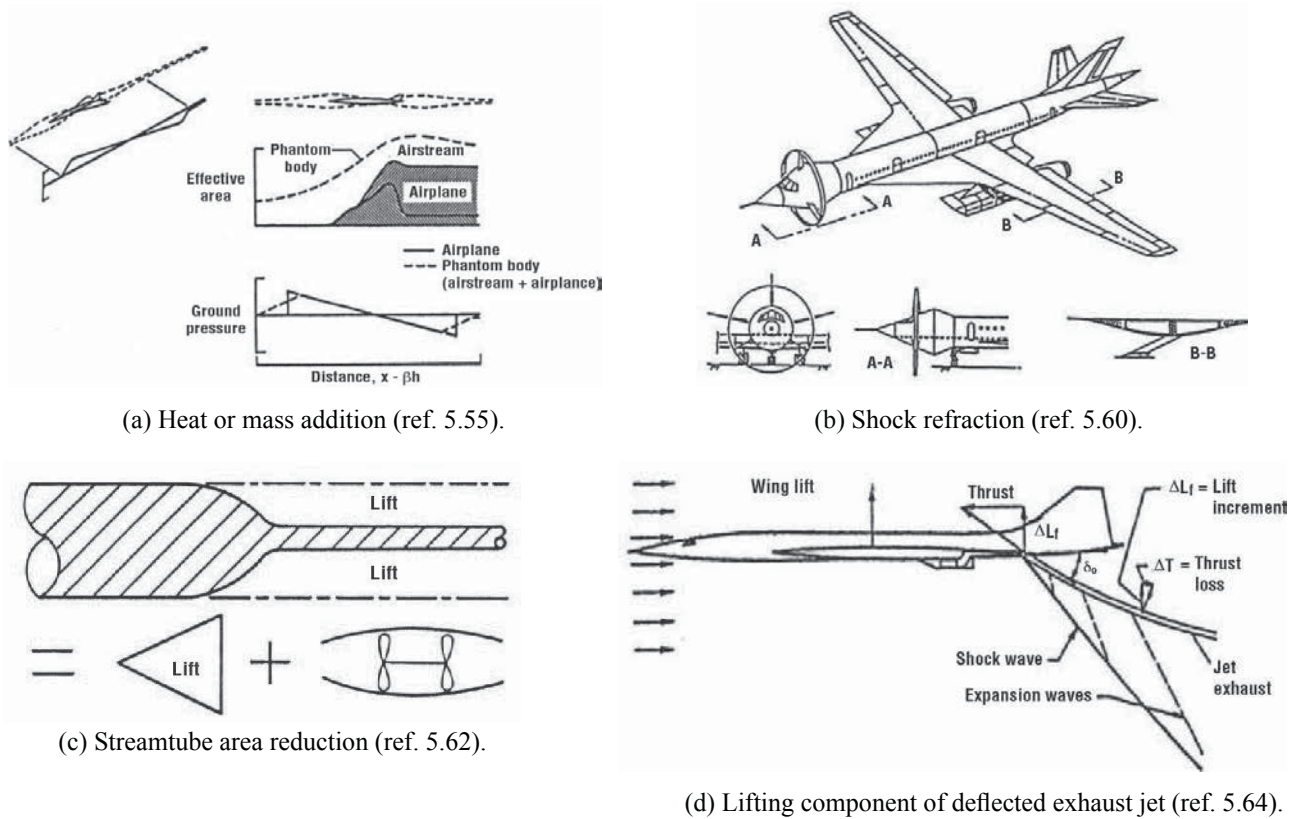 Phantom
body
Airstream
Effective
area
Airplane
Airplane
Phantom body
(airstream + airplance)
Ground
pressure
Distance, x - βh
(a) Heat or mass addition (ref. 5.55).
A
A
B
B
A-A
B-B
(b) Shock refraction (ref. 5.60).
Lift
Lift
Lift
(c) Streamtube area reduction (ref. 5.62).
Wing lift
Thrust
ΔLf
ΔLf = Lift
increment
δo
ΔT = Thrust
loss
Shock wave
Expansion waves
Jet
exhaust
(d) Lifting component of deflected exhaust jet (ref. 5.64).